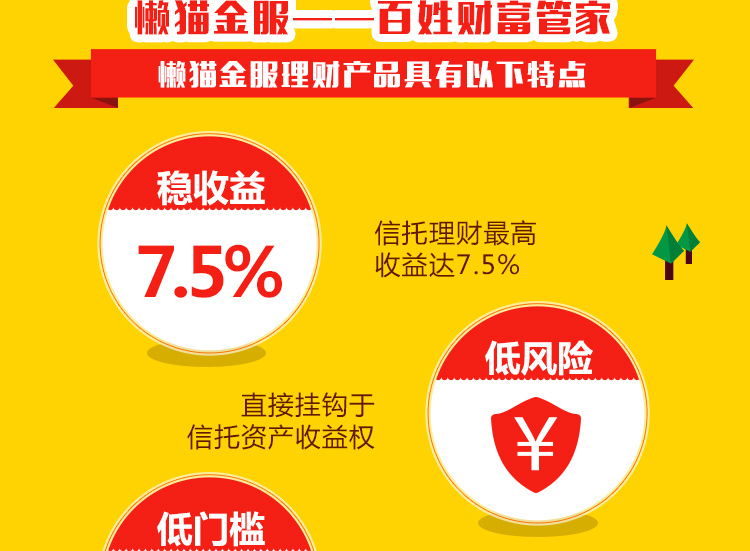 懒猫金服——百姓财富管家
懒猫金服理财产品具有以下特点
稳收益
7.5%
信托理财最高
收益达7.5%
低风险
¥
直接挂钩于
信托资产收益权
低门槛